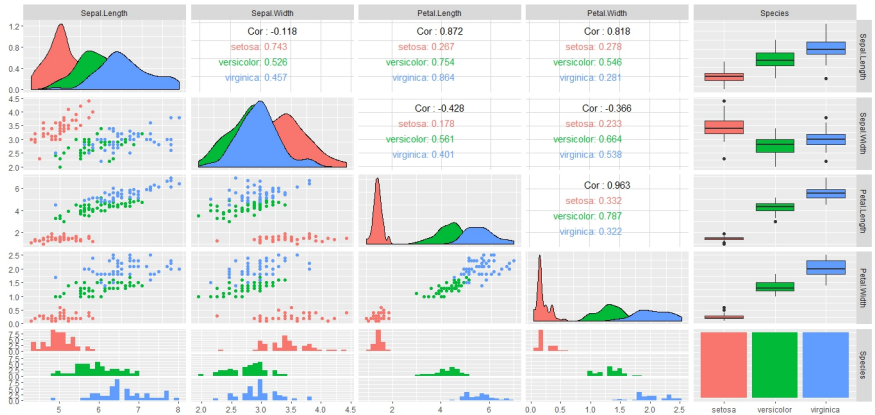 Sepal.Length
Sepal.Width
Petal.Length
Petal.Width
Species
1.2
0.8
0.4
0.0
Cor : -0.118
setosa: 0.743
versicolor: 0.526
virginica: 0.457
Cor : 0.872
setosa: 0.267
versicolor: 0.754
virginica: 0.864
Cor : 0.818
setosa: 0.278
versicolor: 0.546
virginica: 0.281
Sepal.Length
4.5
4.0
3.5
3.0
2.5
2.0
Cor : -0.428
setosa: 0.178
versicolor: 0.561
virginica: 0.401
Cor : -0.366
setosa: 0.233
versicolor: 0.664
virginica: 0.538
Sepal.Width
6
4
2
Cor : 0.963
setosa: 0.332
versicolor: 0.787
virginica: 0.322
Petal.Length
2.5
2.0
1.5
1.0
0.5
0.0
Petal.Width
Species
5
6
7
8
2.0
2.5
3.0
3.5
4.0
4.5
2
4
6
0.0
0.5
1.0
1.5
2.0
2.5
setosa
versicolor
virginica